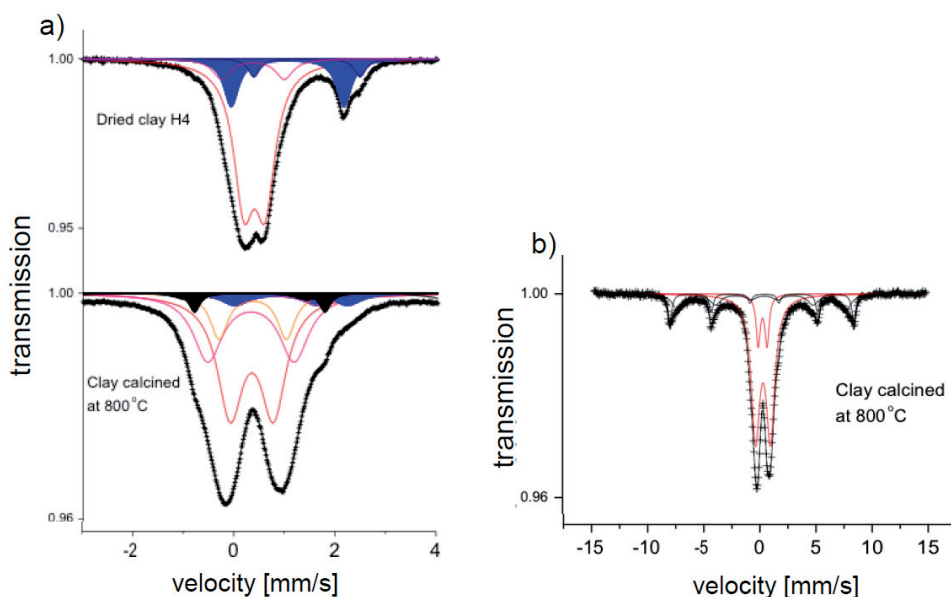 a)
1.00
Dried clay H4
0.95
1.00
Clay calcined
at 800°C
0.96
-2
0
2
4
velocity [mm/s]
transmission
b)
1.00
Clay calcined
at 800°C
0.96
-15
-10
-5
0
5
10
15
velocity [mm/s]
transmission